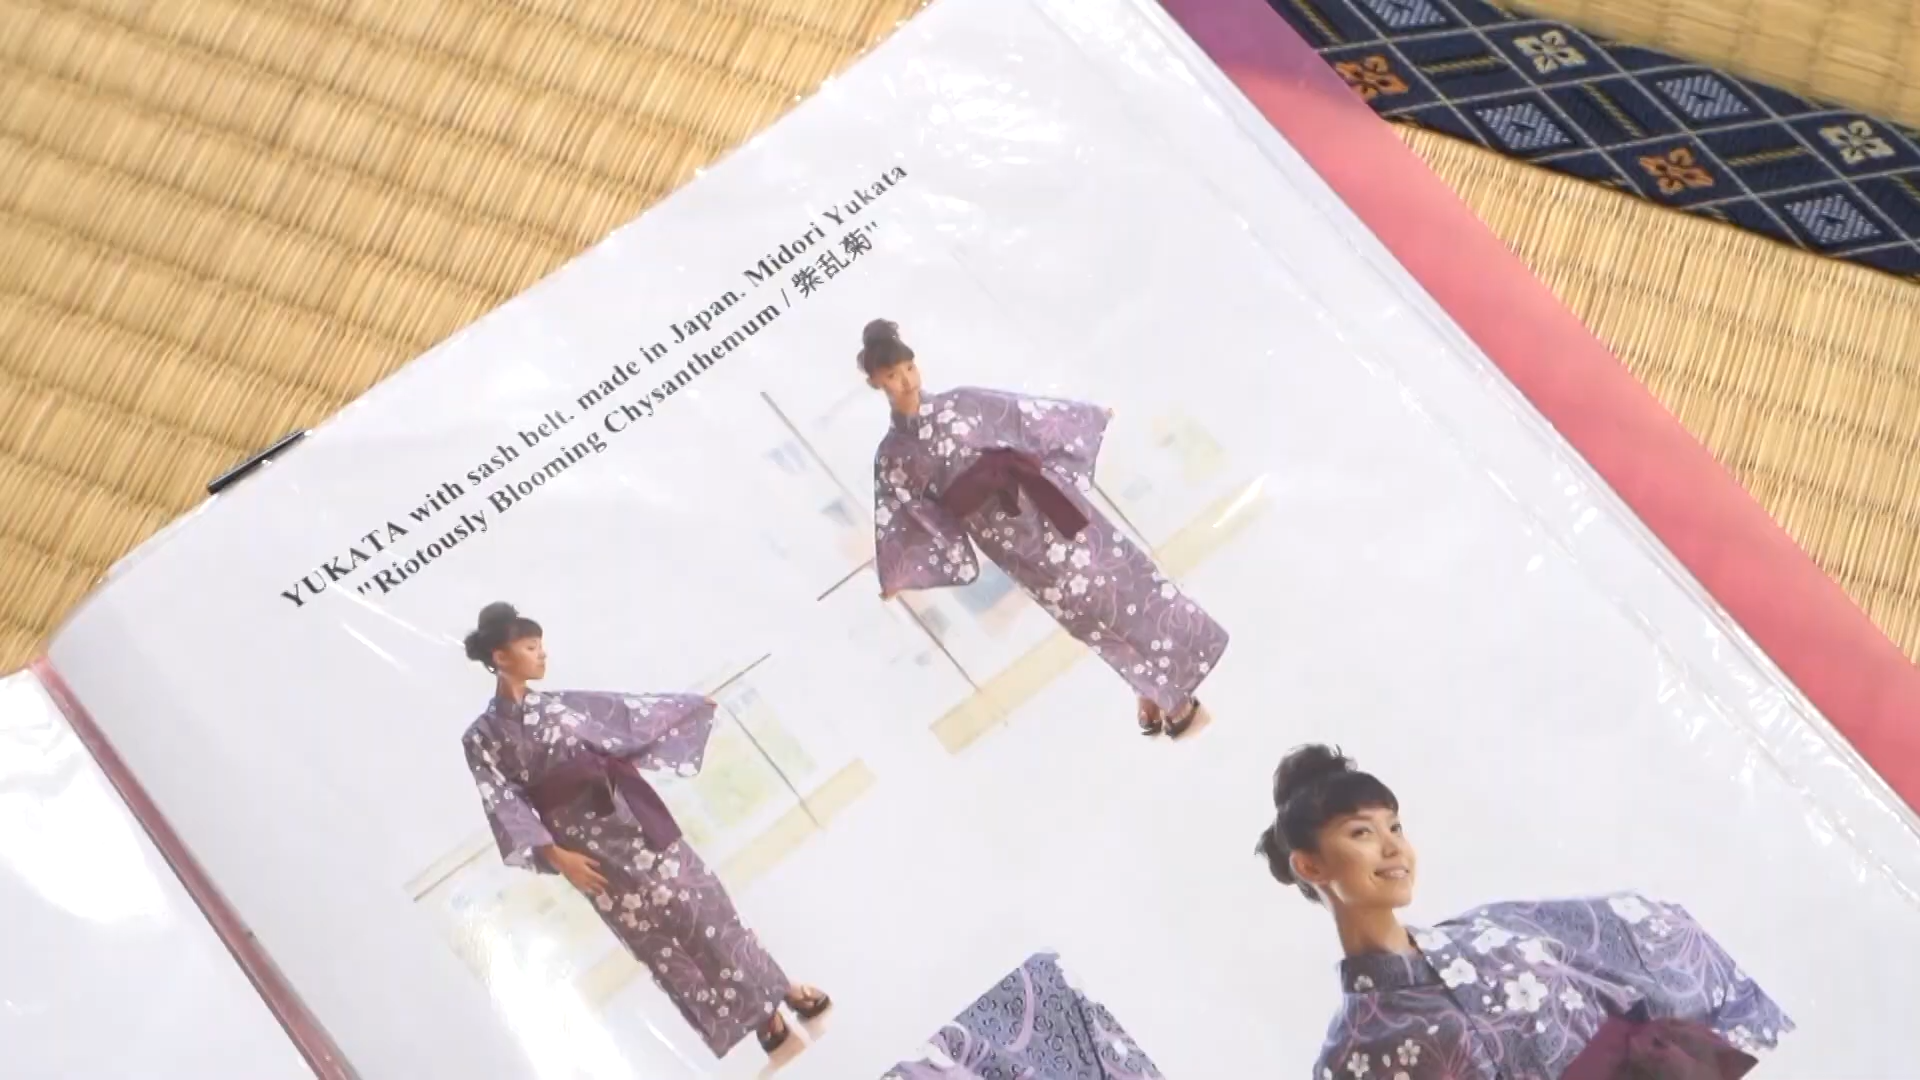 YUKATA with sash belt. made in Japan. Midori Yukata
"Riotously Blooming Chysanthemum / 紫乱菊"